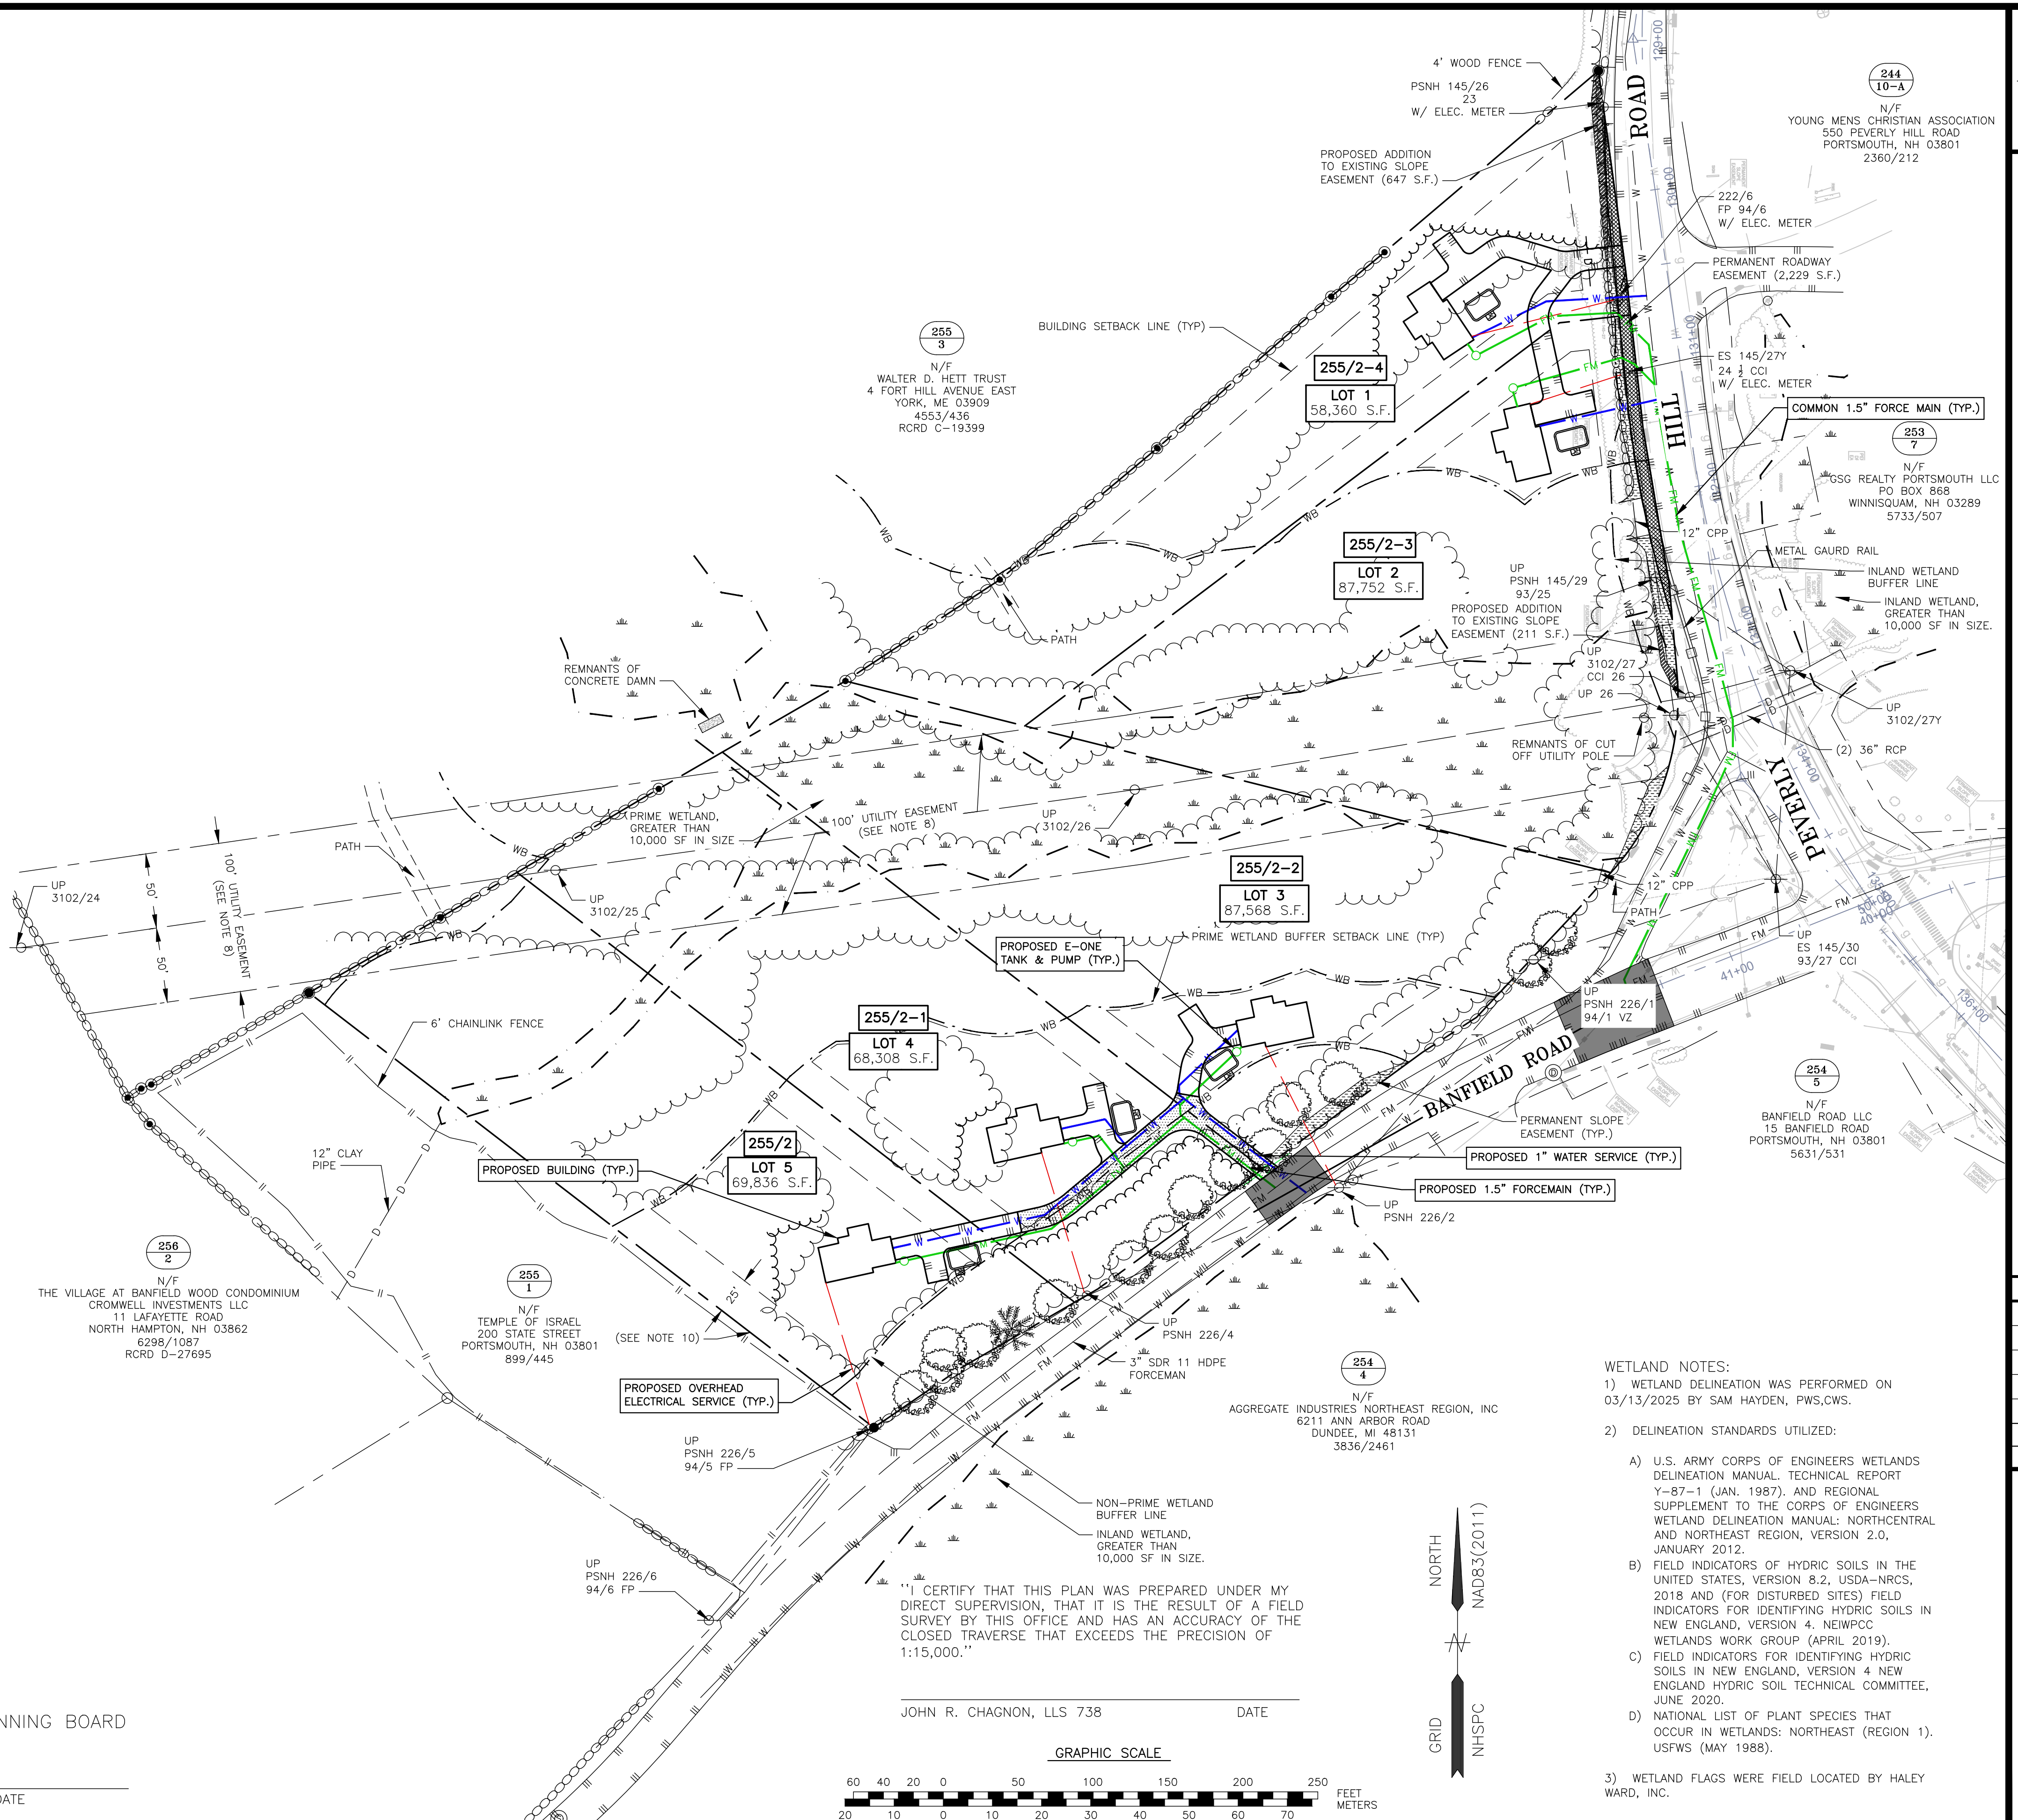 4' WOOD FENCE
PSNH 145/26
23
W/ ELEC. METER
PROPOSED ADDITION
TO EXISTING SLOPE
EASEMENT (647 S.F.)
ROAD
129+00
130+00
244
10-A
N/F
YOUNG MENS CHRISTIAN ASSOCIATION
550 PEVERLY HILL ROAD
PORTSMOUTH, NH 03801
2360/212
222/6
FP 94/6
W/ ELEC. METER
PERMANENT ROADWAY
EASEMENT (2,229 S.F.)
BUILDING SETBACK LINE (TYP)
255
3
N/F
WALTER D. HETT TRUST
4 FORT HILL AVENUE EAST
YORK, ME 03909
4553/436
RCRD C-19399
255/2-4
LOT 1
58,360 S.F.
131+00
ES 145/27Y
24 ½ CCI
W/ ELEC. METER
COMMON 1.5" FORCE MAIN (TYP.)
HILL
253
7
N/F
GSG REALTY PORTSMOUTH LLC
PO BOX 868
WINNISQUAM, NH 03289
5733/507
132+00
12" CPP
METAL GAURD RAIL
INLAND WETLAND
BUFFER LINE
INLAND WETLAND,
GREATER THAN
10,000 SF IN SIZE.
255/2-3
LOT 2
87,752 S.F.
UP
PSNH 145/29
93/25
PROPOSED ADDITION
TO EXISTING SLOPE
EASEMENT (211 S.F.)
UP
3102/27
CCI 26
UP 26
PATH
REMNANTS OF
CONCRETE DAMN
UP
3102/27Y
(2) 36" RCP
REMNANTS OF CUT
OFF UTILITY POLE
134+00
PEVERLY
PRIME WETLAND,
GREATER THAN
10,000 SF IN SIZE
100' UTILITY EASEMENT
(SEE NOTE 8)
UP
3102/26
PATH
UP
3102/24
50'
50'
100' UTILITY EASEMENT
(SEE NOTE 8)
UP
3102/25
255/2-2
LOT 3
87,568 S.F.
12" CPP
PATH
PROPOSED E-ONE
TANK & PUMP (TYP.)
PRIME WETLAND BUFFER SETBACK LINE (TYP)
UP
ES 145/30
93/27 CCI
40+00
41+00
136+00
UP
PSNH 226/1
94/1 VZ
6' CHAINLINK FENCE
255/2-1
LOT 4
68,308 S.F.
BANFIELD ROAD
254
5
N/F
BANFIELD ROAD LLC
15 BANFIELD ROAD
PORTSMOUTH, NH 03801
5631/531
PERMANENT SLOPE
EASEMENT (TYP.)
12" CLAY
PIPE
PROPOSED BUILDING (TYP.)
255/2
LOT 5
69,836 S.F.
PROPOSED 1" WATER SERVICE (TYP.)
PROPOSED 1.5" FORCEMAIN (TYP.)
UP
PSNH 226/2
256
2
N/F
THE VILLAGE AT BANFIELD WOOD CONDOMINIUM
CROMWELL INVESTMENTS LLC
11 LAFAYETTE ROAD
NORTH HAMPTON, NH 03862
6298/1087
RCRD D-27695
255
1
N/F
TEMPLE OF ISRAEL
200 STATE STREET
PORTSMOUTH, NH 03801
899/445
25'
(SEE NOTE 10)
UP
PSNH 226/4
3" SDR 11 HDPE
FORCEMAN
PROPOSED OVERHEAD
ELECTRICAL SERVICE (TYP.)
254
4
N/F
AGGREGATE INDUSTRIES NORTHEAST REGION, INC
6211 ANN ARBOR ROAD
DUNDEE, MI 48131
3836/2461
UP
PSNH 226/5
94/5 FP
NON-PRIME WETLAND
BUFFER LINE
INLAND WETLAND,
GREATER THAN
10,000 SF IN SIZE.
UP
PSNH 226/6
94/6 FP
''I CERTIFY THAT THIS PLAN WAS PREPARED UNDER MY
DIRECT SUPERVISION, THAT IT IS THE RESULT OF A FIELD
SURVEY BY THIS OFFICE AND HAS AN ACCURACY OF THE
CLOSED TRAVERSE THAT EXCEEDS THE PRECISION OF
1:15,000.''
JOHN R. CHAGNON, LLS 738 DATE
GRAPHIC SCALE
60 40 20 0 50 100 150 200 250 FEET
METERS
20 10 0 10 20 30 40 50 60 70
NORTH
NAD83(2011)
GRID
NHSPC
NNING BOARD
DATE
WETLAND NOTES:
1) WETLAND DELINEATION WAS PERFORMED ON
03/13/2025 BY SAM HAYDEN, PWS,CWS.
2) DELINEATION STANDARDS UTILIZED:
A) U.S. ARMY CORPS OF ENGINEERS WETLANDS
DELINEATION MANUAL. TECHNICAL REPORT
Y-87-1 (JAN. 1987). AND REGIONAL
SUPPLEMENT TO THE CORPS OF ENGINEERS
WETLAND DELINEATION MANUAL: NORTHCENTRAL
AND NORTHEAST REGION, VERSION 2.0,
JANUARY 2012.
B) FIELD INDICATORS OF HYDRIC SOILS IN THE
UNITED STATES, VERSION 8.2, USDA-NRCS,
2018 AND (FOR DISTURBED SITES) FIELD
INDICATORS FOR IDENTIFYING HYDRIC SOILS IN
NEW ENGLAND, VERSION 4. NEIWPCC
WETLANDS WORK GROUP (APRIL 2019).
C) FIELD INDICATORS FOR IDENTIFYING HYDRIC
SOILS IN NEW ENGLAND, VERSION 4 NEW
ENGLAND HYDRIC SOIL TECHNICAL COMMITTEE,
JUNE 2020.
D) NATIONAL LIST OF PLANT SPECIES THAT
OCCUR IN WETLANDS: NORTHEAST (REGION 1).
USFWS (MAY 1988).
3) WETLAND FLAGS WERE FIELD LOCATED BY HALEY
WARD, INC.